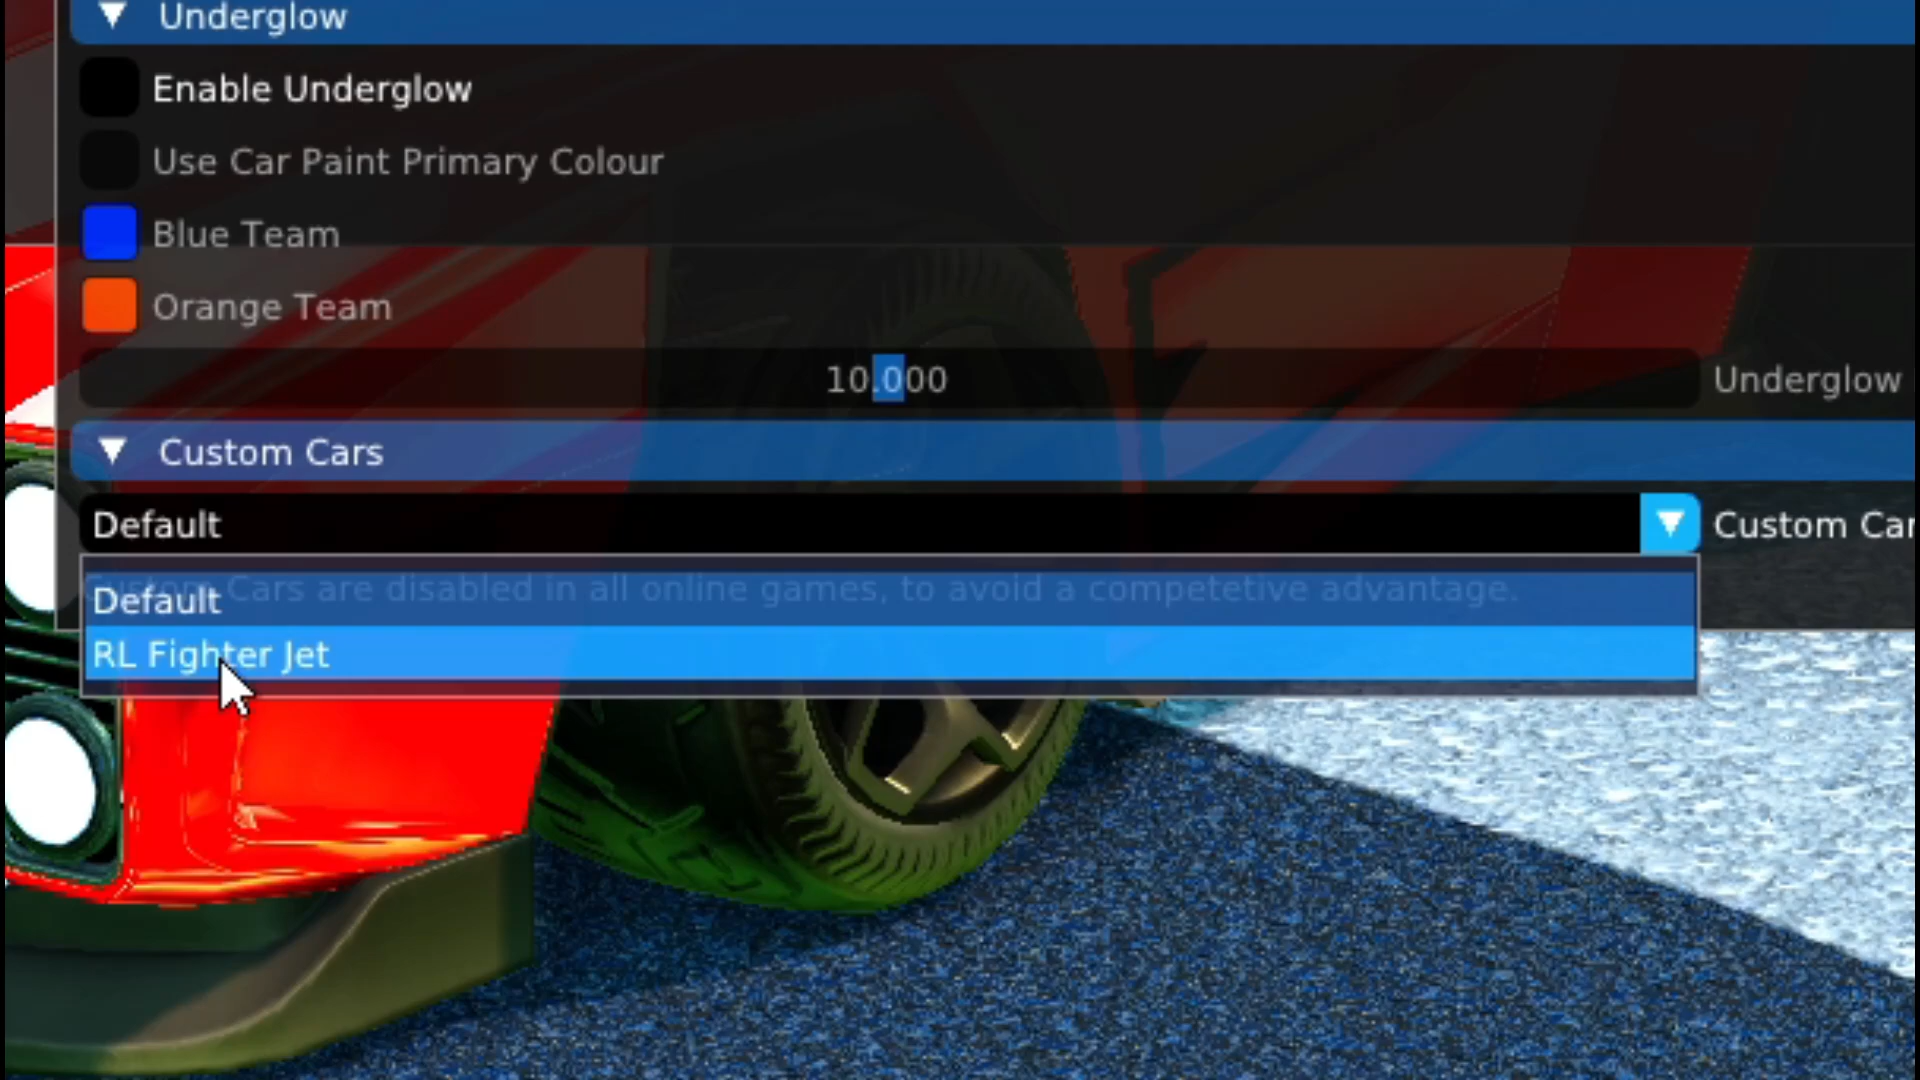 Underglow
Enable Underglow
Use Car Paint Primary Colour
Blue Team
Orange Team
10.000 Underglow
Custom Cars
Default Custom Car
Custom Cars are disabled in all online games, to avoid a competetive advantage.
Default
RL Fighter Jet